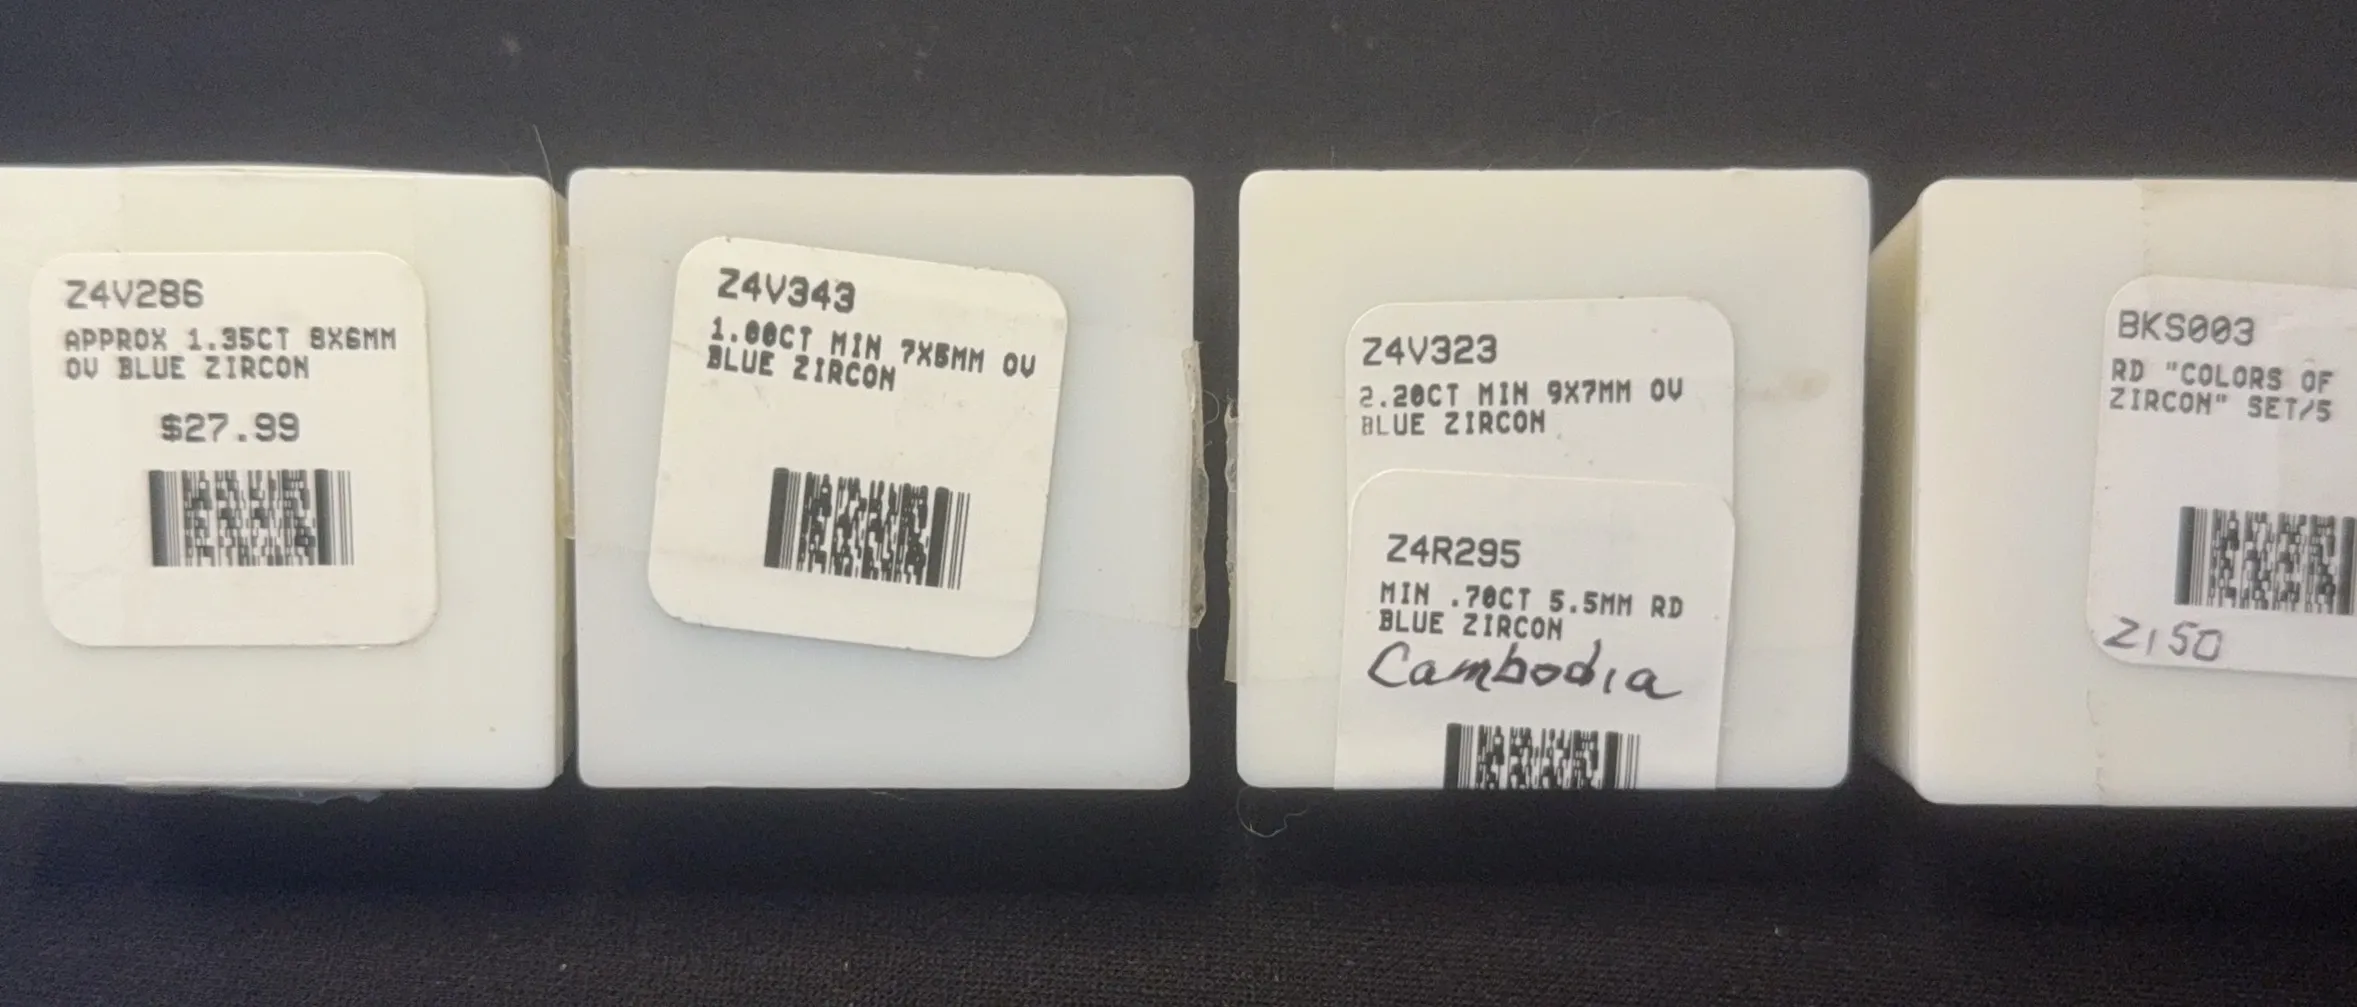 Z4V286
APPROX 1.35CT 8X6MM
OV BLUE ZIRCON
$27.99
Z4V343
1.00CT MIN 7X5MM OV
BLUE ZIRCON
Z4V323
2.20CT MIN 9X7MM OV
BLUE ZIRCON
Z4R295
MIN .70CT 5.5MM RD
BLUE ZIRCON
Cambodia
BKS003
RD "COLORS OF
ZIRCON" SET/5
Z150